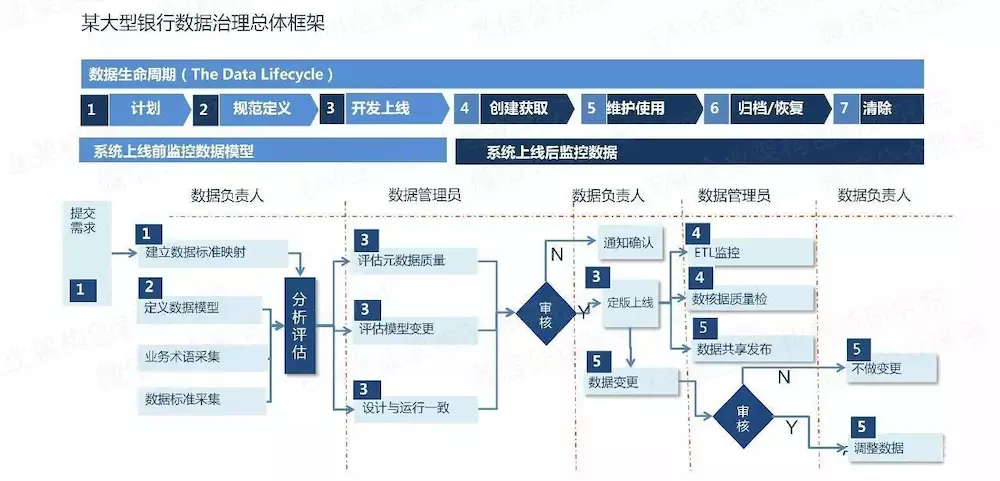 某大型银行数据治理总体框架
数据生命周期（The Data Lifecycle）
1 计划 2 规范定义 3 开发上线 4 创建获取 5 维护使用 6 归档/恢复 7 清除
系统上线前监控数据模型 系统上线后监控数据
数据负责人 数据管理员 数据负责人 数据管理员 数据负责人
提交
需求
1
1
建立数据标准映射
2
定义数据模型
业务术语采集
数据标准采集
分析评估
3
评估元数据质量
3
评估模型变更
3
设计与运行一致
审核
N
Y
通知确认
3
定版上线
5
数据变更
4
ETL监控
4
数核据质量检
5
数据共享发布
审核
N
Y
5
不做变更
5
调整数据